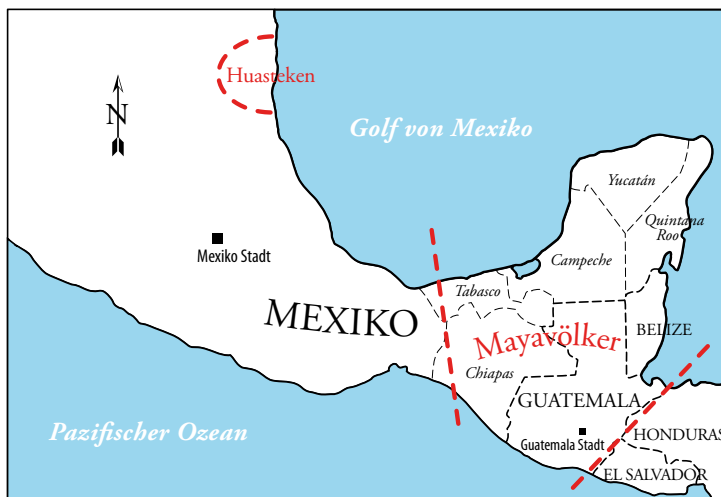 Huasteken
N
Golf von Mexiko
Yucatán
Quintana
Roo
Mexiko Stadt
Campeche
Tabasco
MEXIKO
BELIZE
Mayavölker
Chiapas
GUATEMALA
Pazifischer Ozean
Guatemala Stadt
HONDURAS
EL SALVADOR